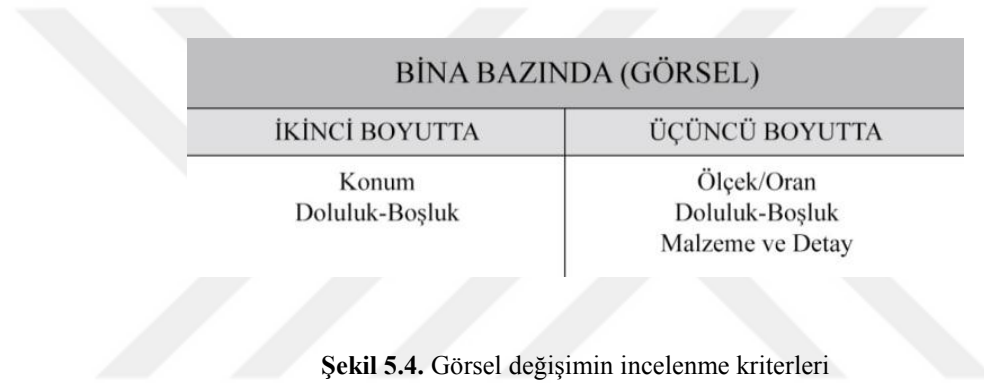 BİNA BAZINDA (GÖRSEL)
İKİNCİ BOYUTTA ÜÇÜNCÜ BOYUTTA
Konum Ölçek/Oran
Doluluk-Boşluk Doluluk-Boşluk
Malzeme ve Detay
Şekil 5.4. Görsel değişimin incelenme kriterleri